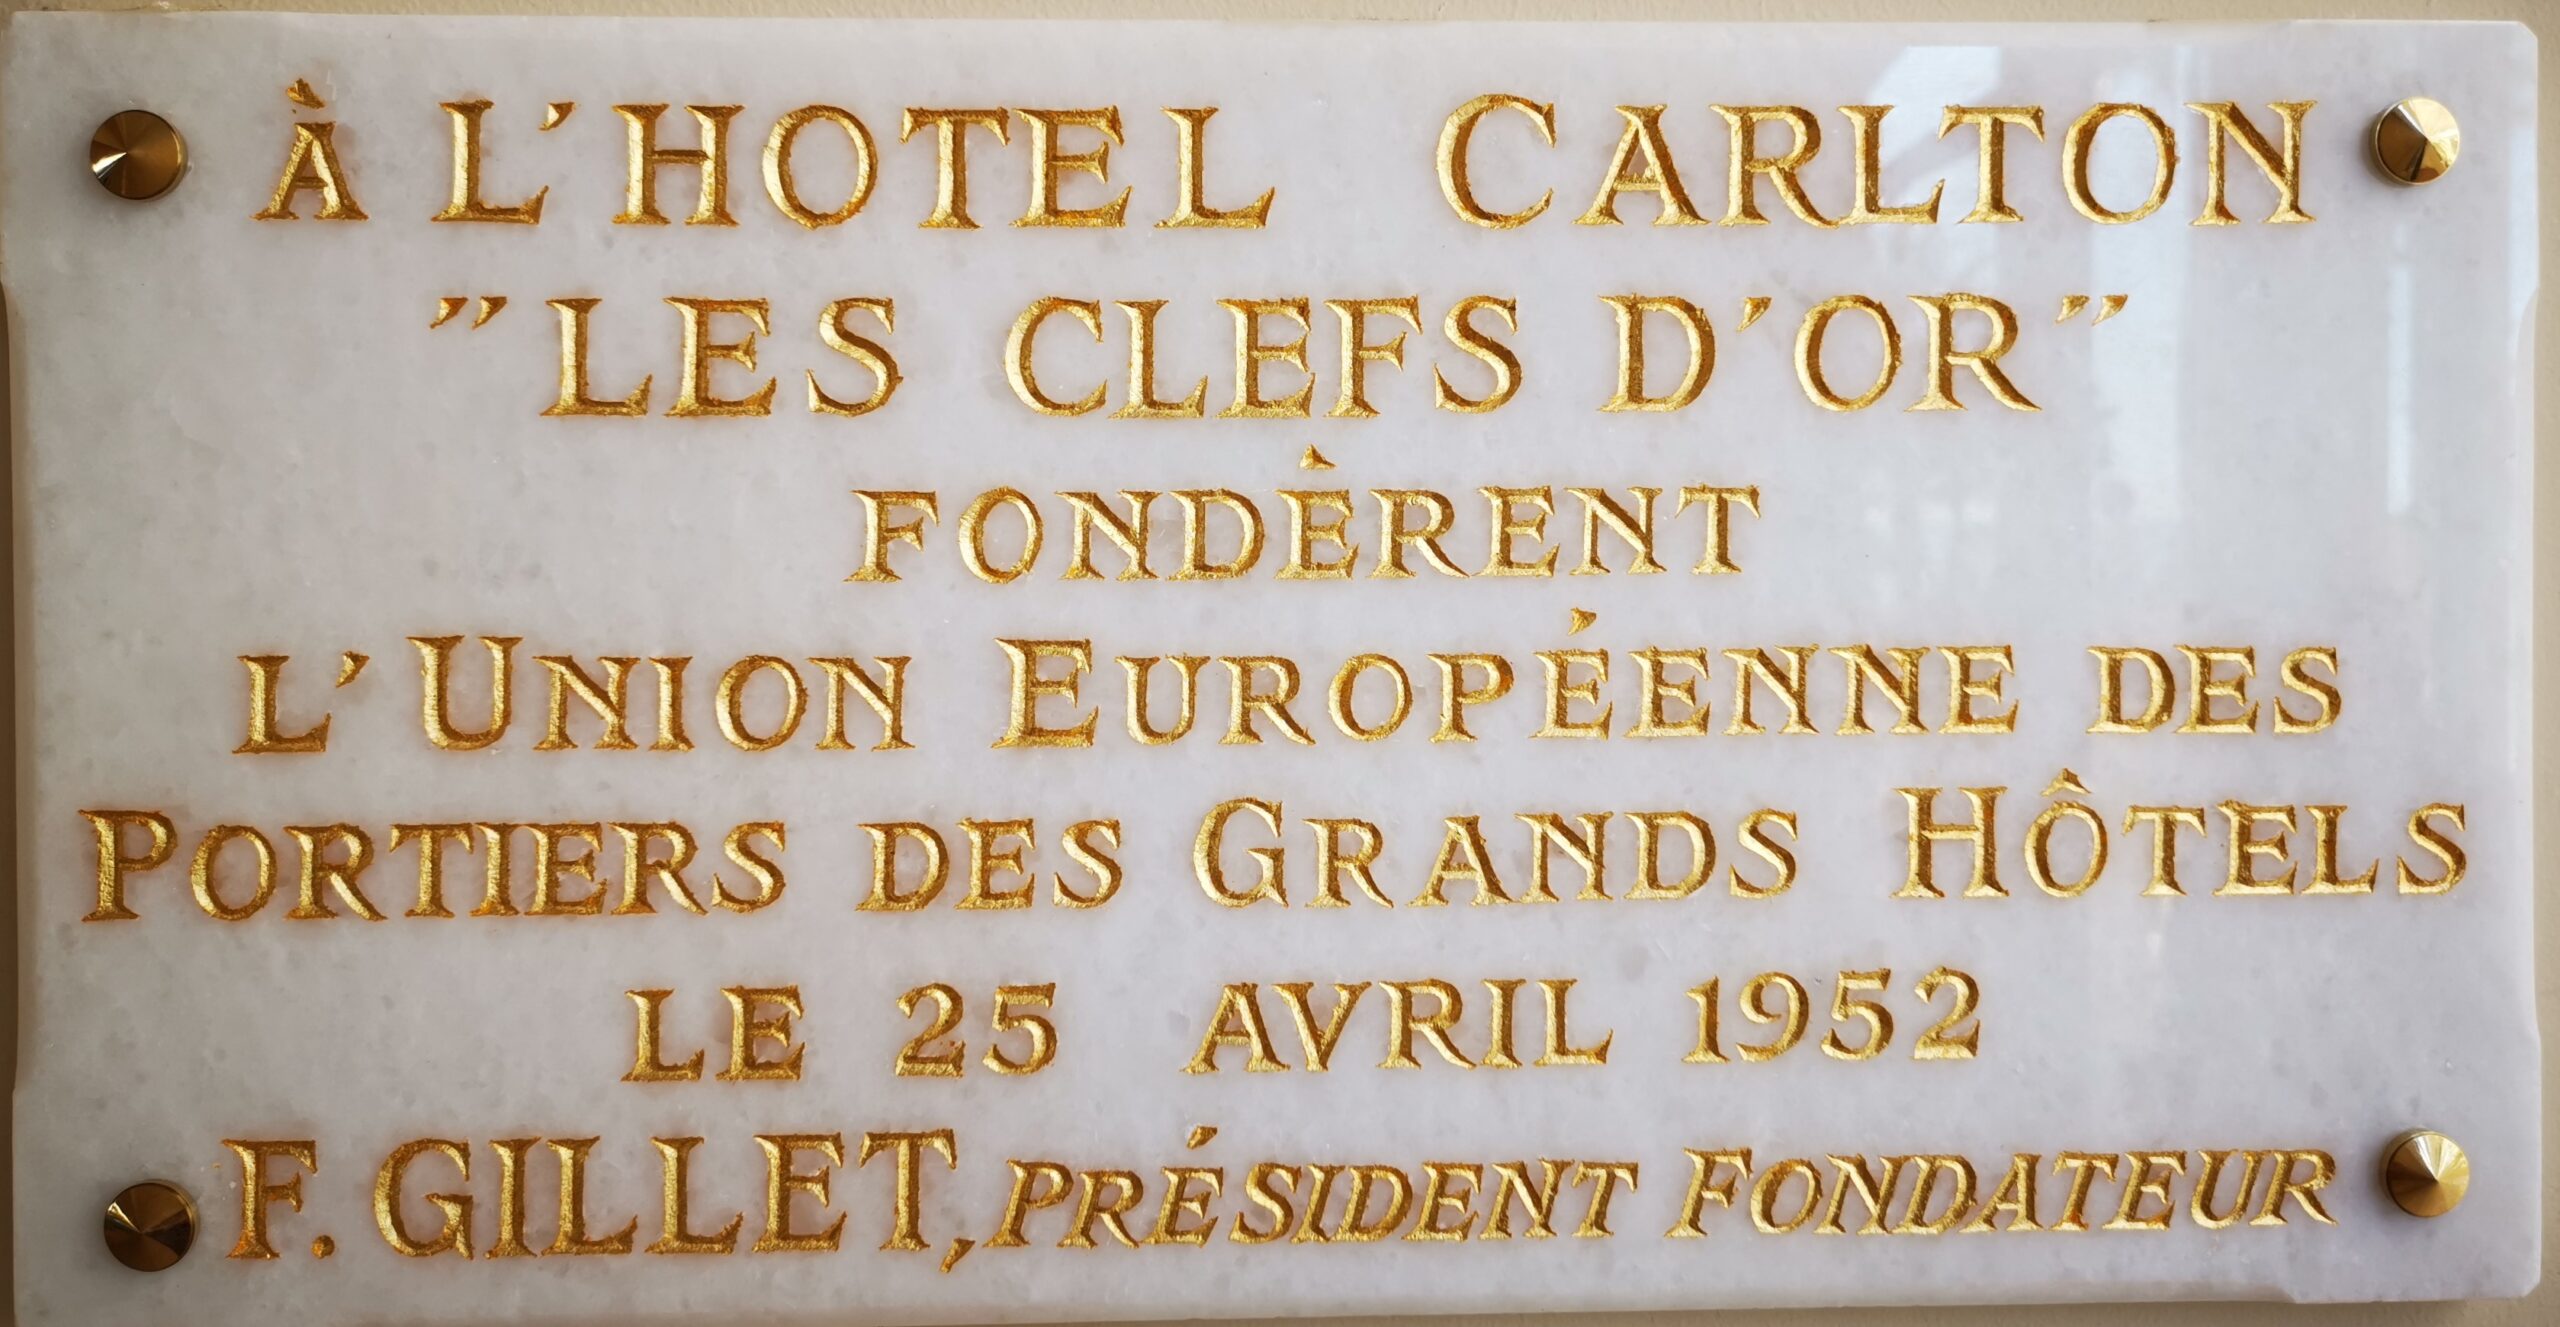 À L'HOTEL CARLTON
"LES CLEFS D'OR"
FONDÈRENT
L'UNION EUROPÉENNE DES
PORTIERS DES GRANDS HÔTELS
LE 25 AVRIL 1952
F. GILLET, PRÉSIDENT FONDATEUR